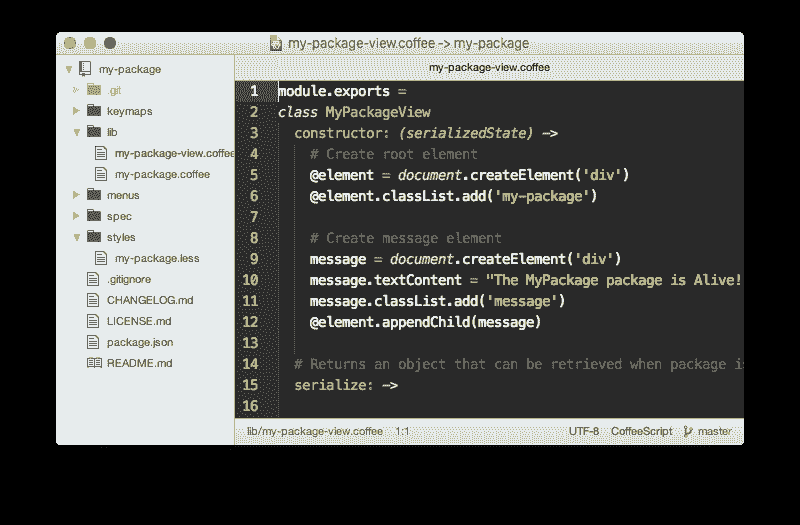 my-package-view.coffee -> my-package
my-package
.git
keymaps
lib
my-package-view.coffee
my-package.coffee
menus
spec
styles
my-package.less
.gitignore
CHANGELOG.md
LICENSE.md
package.json
README.md
my-package-view.coffee
1 module.exports =
2 class MyPackageView
3 constructor: (serializedState) ->
4 # Create root element
5 @element = document.createElement('div')
6 @element.classList.add('my-package')
7
8 # Create message element
9 message = document.createElement('div')
10 message.textContent = "The MyPackage package is Alive!
11 message.classList.add('message')
12 @element.appendChild(message)
13
14 # Returns an object that can be retrieved when package is
15 serialize: ->
16
lib/my-package-view.coffee 1:1 UTF-8 CoffeeScript master